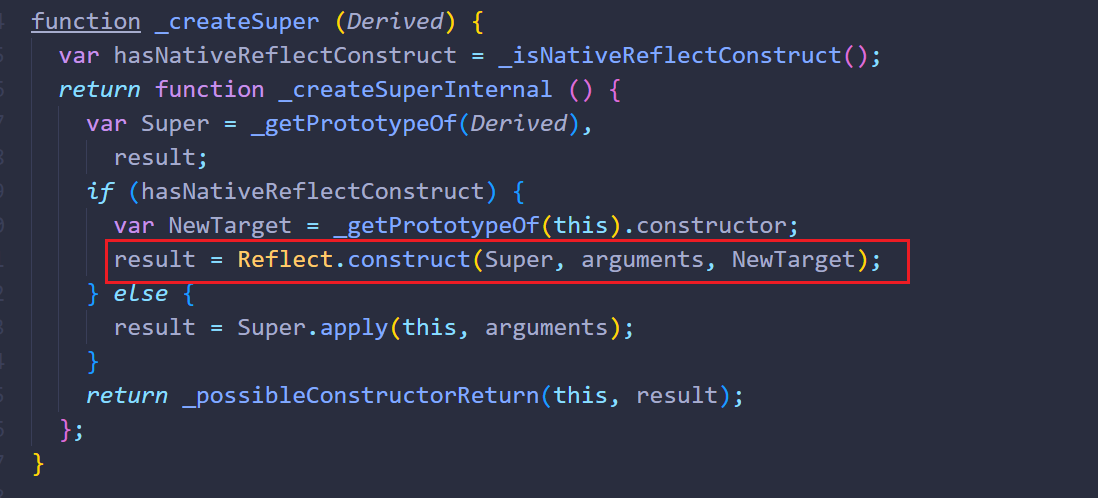 function _createSuper (Derived) {
  var hasNativeReflectConstruct = _isNativeReflectConstruct();
  return function _createSuperInternal () {
    var Super = _getPrototypeOf(Derived),
      result;
    if (hasNativeReflectConstruct) {
      var NewTarget = _getPrototypeOf(this).constructor;
      result = Reflect.construct(Super, arguments, NewTarget);
    } else {
      result = Super.apply(this, arguments);
    }
    return _possibleConstructorReturn(this, result);
  };
}